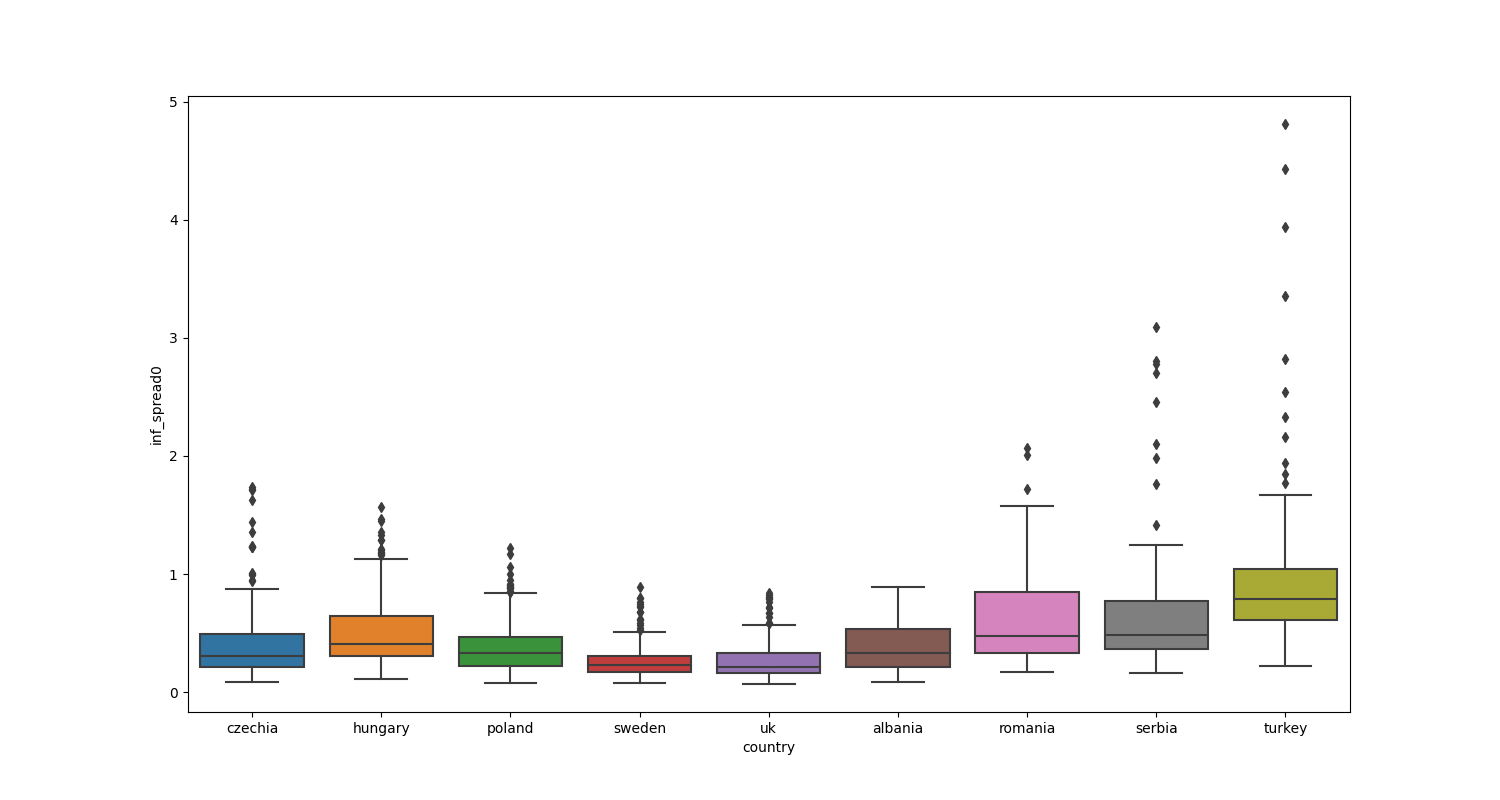 5
4
3
2
1
0
inf_spread0
czechia hungary poland sweden uk albania romania serbia turkey
country